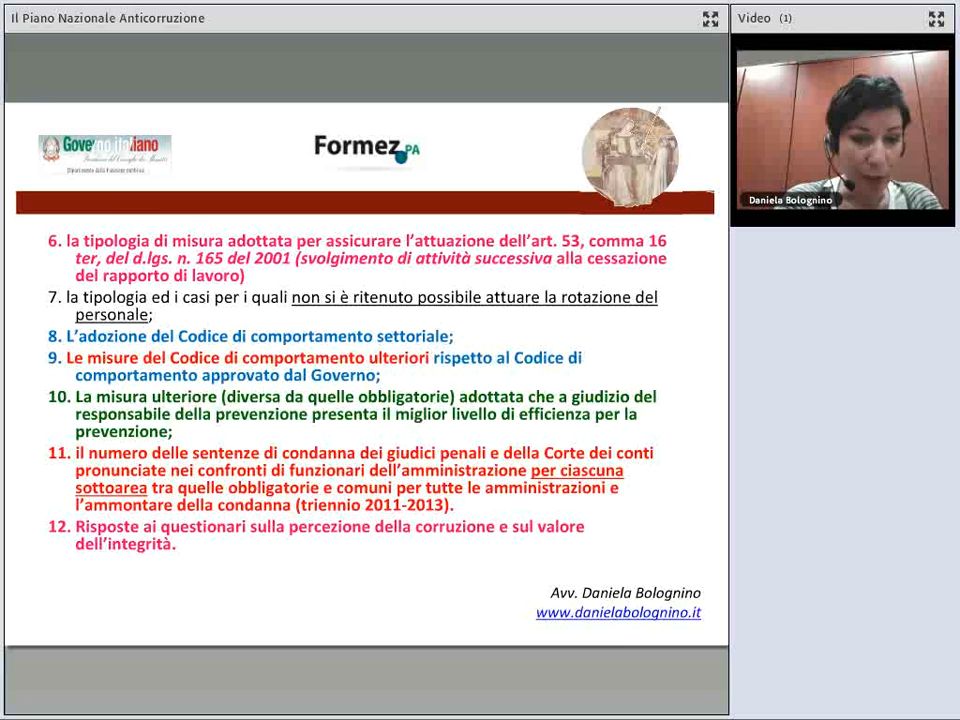 Il Piano Nazionale Anticorruzione
Video (1)
Governo italiano
Formez PA
Daniela Bolognino
6. la tipologia di misura adottata per assicurare l'attuazione dell'art. 53, comma 16
ter, del d.lgs. n. 165 del 2001 (svolgimento di attività successiva alla cessazione
del rapporto di lavoro)
7. la tipologia ed i casi per i quali non si è ritenuto possibile attuare la rotazione del
personale;
8. L'adozione del Codice di comportamento settoriale;
9. Le misure del Codice di comportamento ulteriori rispetto al Codice di
comportamento approvato dal Governo;
10. La misura ulteriore (diversa da quelle obbligatorie) adottata che a giudizio del
responsabile della prevenzione presenta il miglior livello di efficienza per la
prevenzione;
11. il numero delle sentenze di condanna dei giudici penali e della Corte dei conti
pronunciate nei confronti di funzionari dell'amministrazione per ciascuna
sottoarea tra quelle obbligatorie e comuni per tutte le amministrazioni e
l'ammontare della condanna (triennio 2011-2013).
12. Risposte ai questionari sulla percezione della corruzione e sul valore
dell'integrità.
Avv. Daniela Bolognino
www.danielabolognino.it